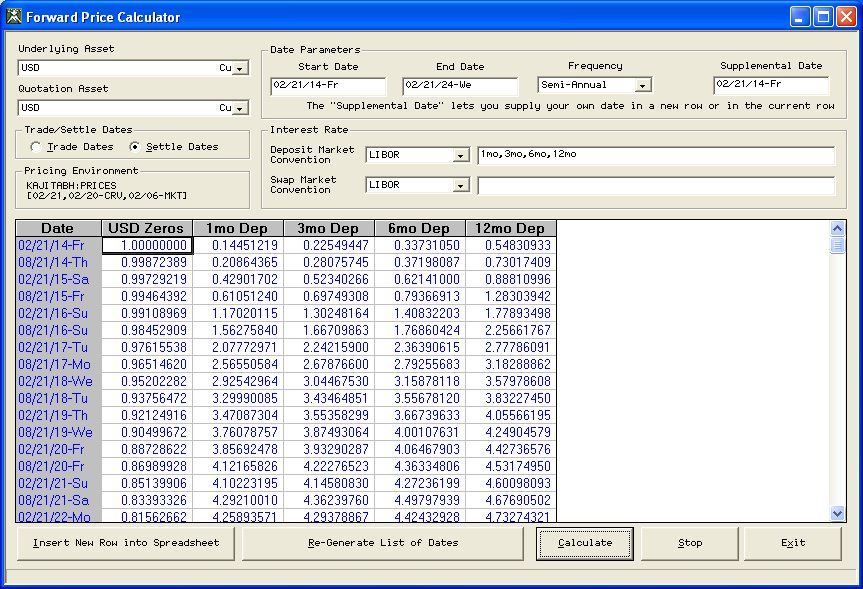 Forward Price Calculator
Underlying Asset
USD Cu
Quotation Asset
USD Cu
Trade/Settle Dates
Trade Dates Settle Dates
Pricing Environment
KAJITABH:PRICES
[02/21,02/20-CRV,02/06-MKT]
Date Parameters
Start Date End Date Frequency Supplemental Date
02/21/14-Fr 02/21/24-We Semi-Annual 02/21/14-Fr
The "Supplemental Date" lets you supply your own date in a new row or in the current row
Interest Rate
Deposit Market
Convention
LIBOR 1mo,3mo,6mo,12mo
Swap Market
Convention
LIBOR
Date USD Zeros 1mo Dep 3mo Dep 6mo Dep 12mo Dep
02/21/14-Fr 1.00000000 0.14451219 0.22549447 0.33731050 0.54830933
08/21/14-Th 0.99872389 0.20864365 0.28075745 0.37198087 0.73017409
02/21/15-Sa 0.99729219 0.42901702 0.52340266 0.62141000 0.88810996
08/21/15-Fr 0.99464392 0.61051240 0.69749308 0.79366913 1.28303942
02/21/16-Su 0.99108969 1.17020115 1.30248164 1.40832203 1.77893498
08/21/16-Su 0.98452909 1.56275840 1.66709863 1.76860424 2.25661767
02/21/17-Tu 0.97615538 2.07772971 2.24215900 2.36390615 2.77786091
08/21/17-Mo 0.96514620 2.56550584 2.67876600 2.79255683 3.18288862
02/21/18-We 0.95202282 2.92542964 3.04467530 3.15878118 3.57978608
08/21/18-Tu 0.93756472 3.29990085 3.43464851 3.55678120 3.83227450
02/21/19-Th 0.92124916 3.47087304 3.55358299 3.66739633 4.05566195
08/21/19-We 0.90499672 3.76078757 3.87493064 4.00107631 4.24904579
02/21/20-Fr 0.88728622 3.85692478 3.93290287 4.06467903 4.42736576
08/21/20-Fr 0.86989928 4.12165826 4.22276523 4.36334806 4.53174950
02/21/21-Su 0.85139906 4.10223195 4.14580830 4.27236199 4.60098093
08/21/21-Sa 0.83393326 4.29210010 4.36239760 4.49797939 4.67690502
02/21/22-Mo 0.81562662 4.25893571 4.29378867 4.42432928 4.73274321
Insert New Row into Spreadsheet Re-Generate List of Dates Calculate Stop Exit